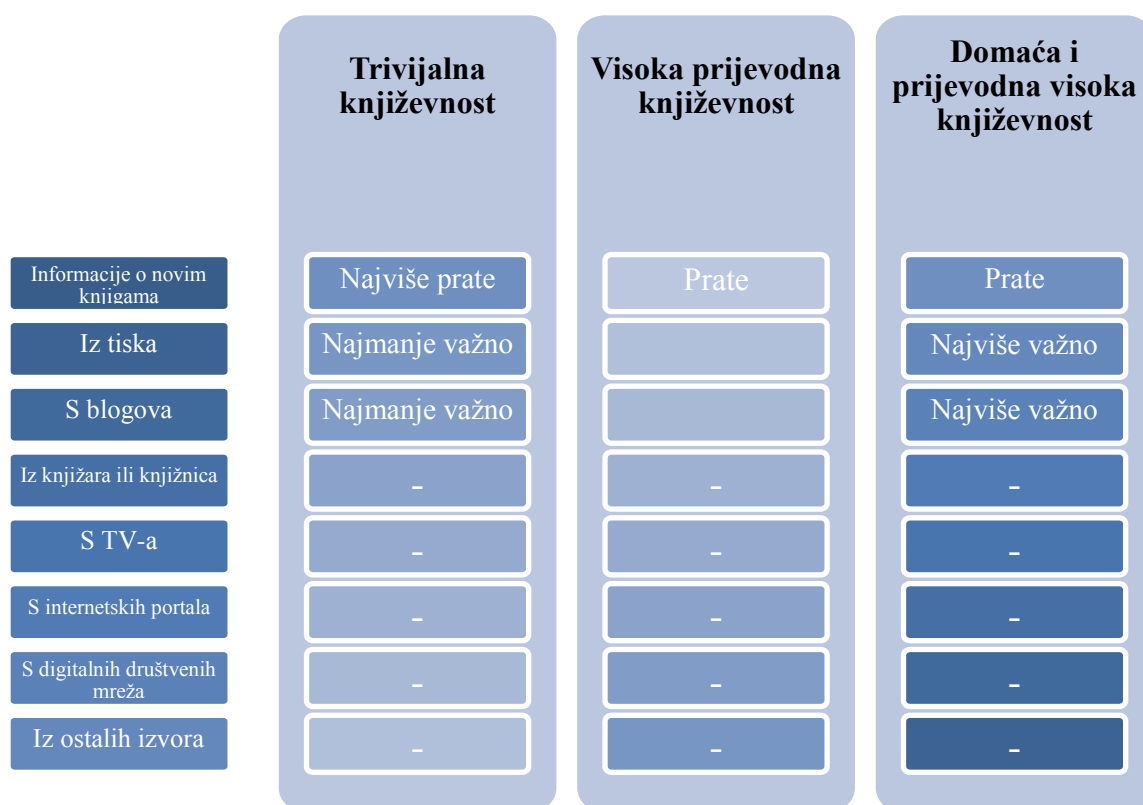 Trivijalna
književnost
Visoka prijevodna
književnost
Domaća i
prijevodna visoka
književnost
Informacije o novim
knjigama
Najviše prate
Prate
Prate
Iz tiska
Najmanje važno
Najviše važno
S blogova
Najmanje važno
Najviše važno
Iz knjižara ili knjižnica
-
-
-
S TV-a
-
-
-
S internetskih portala
-
-
-
S digitalnih društvenih
mreža
-
-
-
Iz ostalih izvora
-
-
-